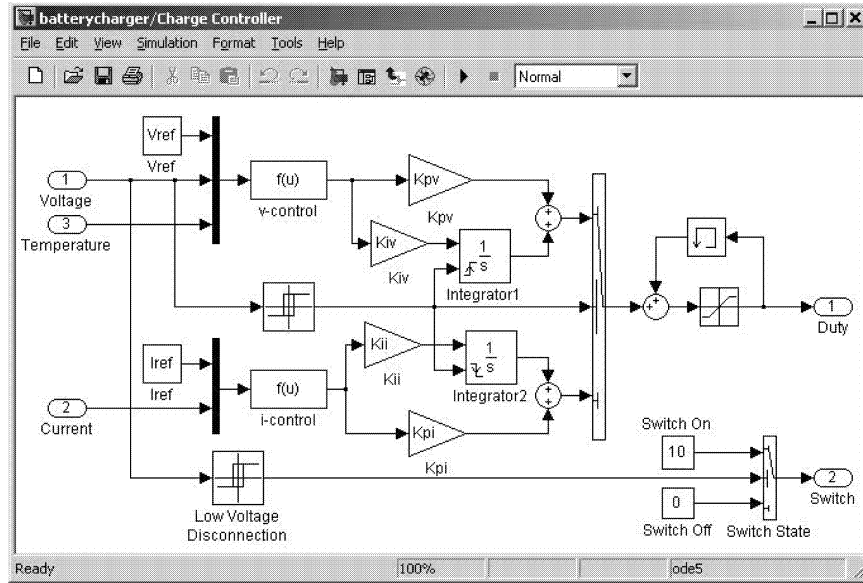 batterycharger/Charge Controller
File Edit View Simulation Format Tools Help
Normal
Vref
Vref
1
Voltage
3
Temperature
f(u)
v-control
Kpv
Kpv
Kiv
Kiv
1
s
Integrator1
+
+
Kii
Kii
1
s
Integrator2
Iref
Iref
2
Current
f(u)
i-control
+
+
Kpi
Kpi
+
+
1
Duty
Low Voltage
Disconnection
Switch On
10
0
Switch Off
Switch State
2
Switch
Ready
100%
ode5